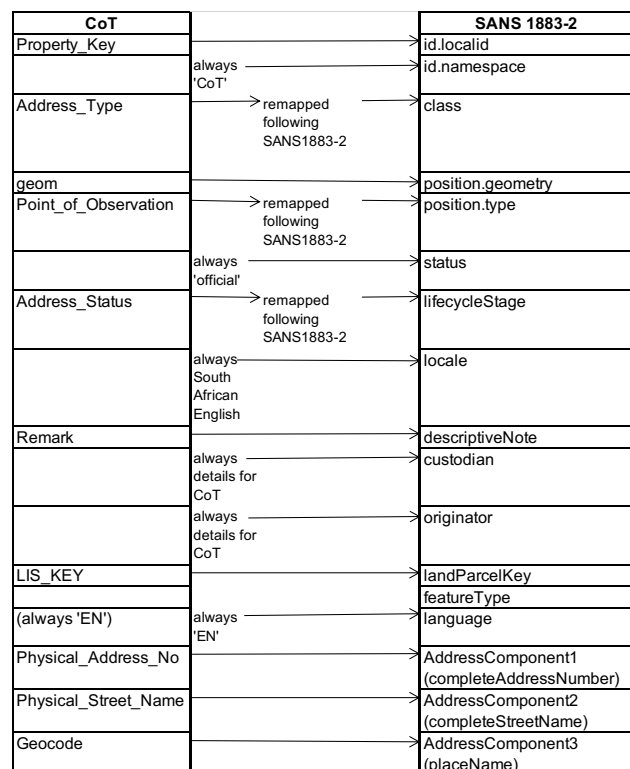 CoT SANS 1883-2
Property_Key id.localid
always id.namespace
'CoT'
Address_Type remapped class
following
SANS1883-2
geom position.geometry
Point_of_Observation remapped position.type
following
SANS1883-2
always status
'official'
Address_Status remapped lifecycleStage
following
SANS1883-2
always locale
South
African
English
Remark descriptiveNote
always custodian
details for
CoT
always originator
details for
CoT
LIS_KEY landParcelKey
featureType
(always 'EN') always language
'EN'
Physical_Address_No AddressComponent1
(completeAddressNumber)
Physical_Street_Name AddressComponent2
(completeStreetName)
Geocode AddressComponent3
(placeName)